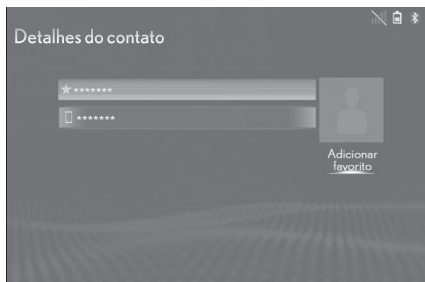 Detalhes do contato
*******
*******
Adicionar
favorito